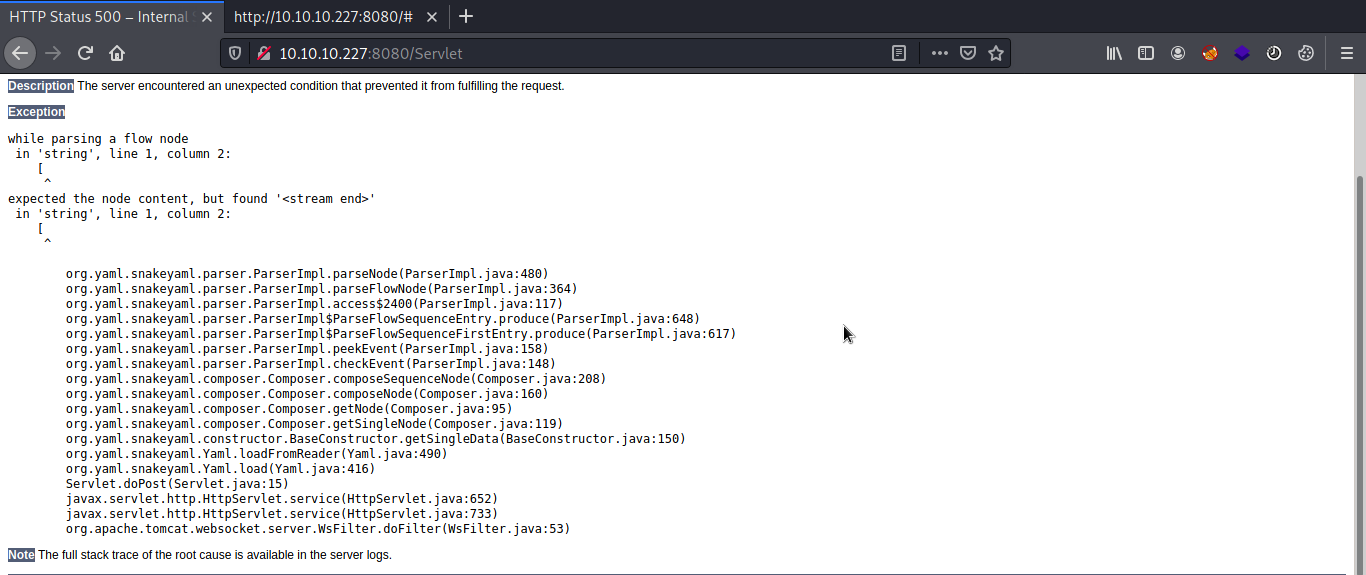 HTTP Status 500 – Internal
http://10.10.10.227:8080/#
10.10.10.227:8080/Servlet
Description The server encountered an unexpected condition that prevented it from fulfilling the request.
Exception
while parsing a flow node
 in 'string', line 1, column 2:
    [
     ^
expected the node content, but found '<stream end>'
 in 'string', line 1, column 2:
    [
     ^
org.yaml.snakeyaml.parser.ParserImpl.parseNode(ParserImpl.java:480)
org.yaml.snakeyaml.parser.ParserImpl.parseFlowNode(ParserImpl.java:364)
org.yaml.snakeyaml.parser.ParserImpl.access$2400(ParserImpl.java:117)
org.yaml.snakeyaml.parser.ParserImpl$ParseFlowSequenceEntry.produce(ParserImpl.java:648)
org.yaml.snakeyaml.parser.ParserImpl$ParseFlowSequenceFirstEntry.produce(ParserImpl.java:617)
org.yaml.snakeyaml.parser.ParserImpl.peekEvent(ParserImpl.java:158)
org.yaml.snakeyaml.parser.ParserImpl.checkEvent(ParserImpl.java:148)
org.yaml.snakeyaml.composer.Composer.composeSequenceNode(Composer.java:208)
org.yaml.snakeyaml.composer.Composer.composeNode(Composer.java:160)
org.yaml.snakeyaml.composer.Composer.getNode(Composer.java:95)
org.yaml.snakeyaml.composer.Composer.getSingleNode(Composer.java:119)
org.yaml.snakeyaml.constructor.BaseConstructor.getSingleData(BaseConstructor.java:150)
org.yaml.snakeyaml.Yaml.loadFromReader(Yaml.java:490)
org.yaml.snakeyaml.Yaml.load(Yaml.java:416)
Servlet.doPost(Servlet.java:15)
javax.servlet.http.HttpServlet.service(HttpServlet.java:652)
javax.servlet.http.HttpServlet.service(HttpServlet.java:733)
org.apache.tomcat.websocket.server.WsFilter.doFilter(WsFilter.java:53)
Note The full stack trace of the root cause is available in the server logs.